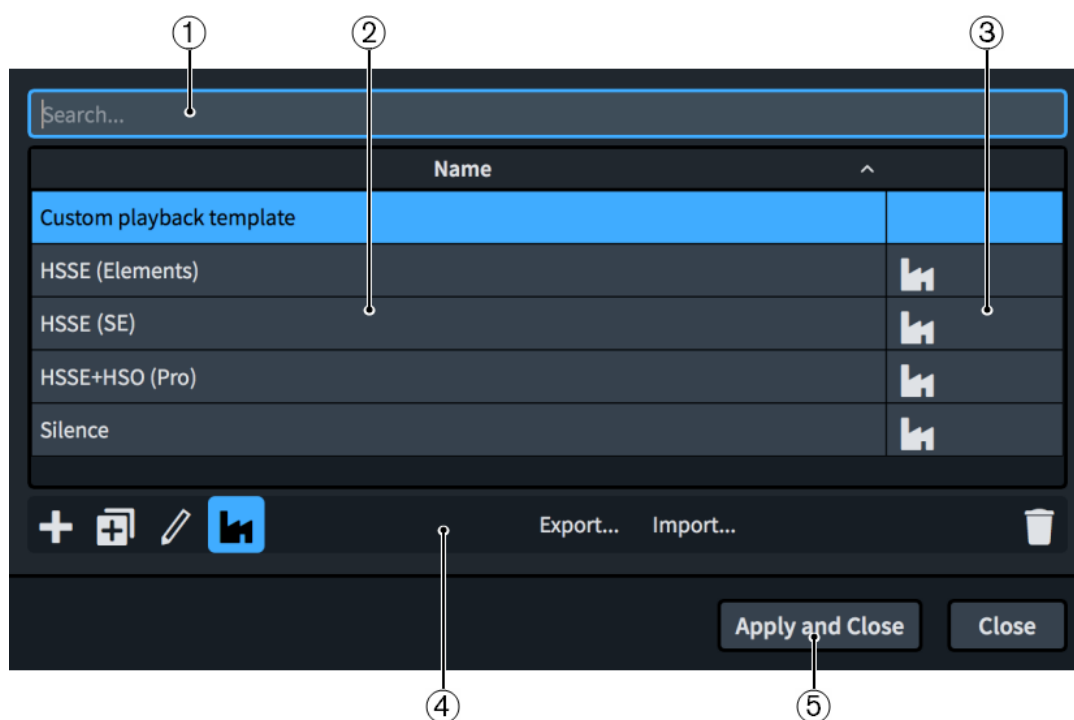 ① ② ③
Search...
Name
Custom playback template
HSSE (Elements)
HSSE (SE)
HSSE+HSO (Pro)
Silence
Export... Import...
Apply and Close Close
④ ⑤